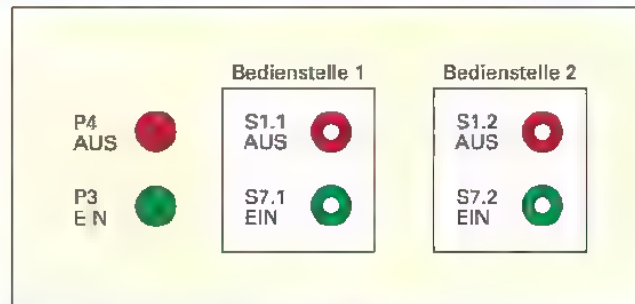 Bedienstelle 1
Bedienstelle 2
P4
AUS
S1.1
AUS
S1.2
AUS
P3
EIN
S7.1
EIN
S7.2
EIN